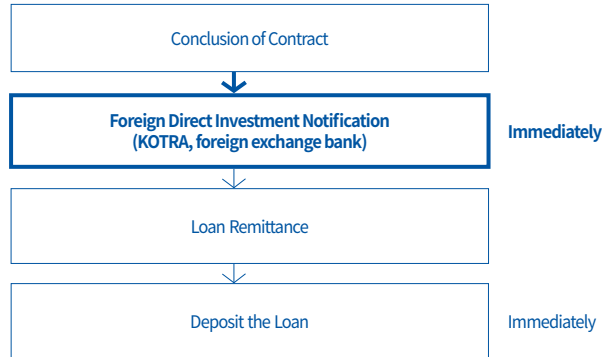 Conclusion of Contract
Foreign Direct Investment Notification
(KOTRA, foreign exchange bank)
Immediately
Loan Remittance
Deposit the Loan
Immediately